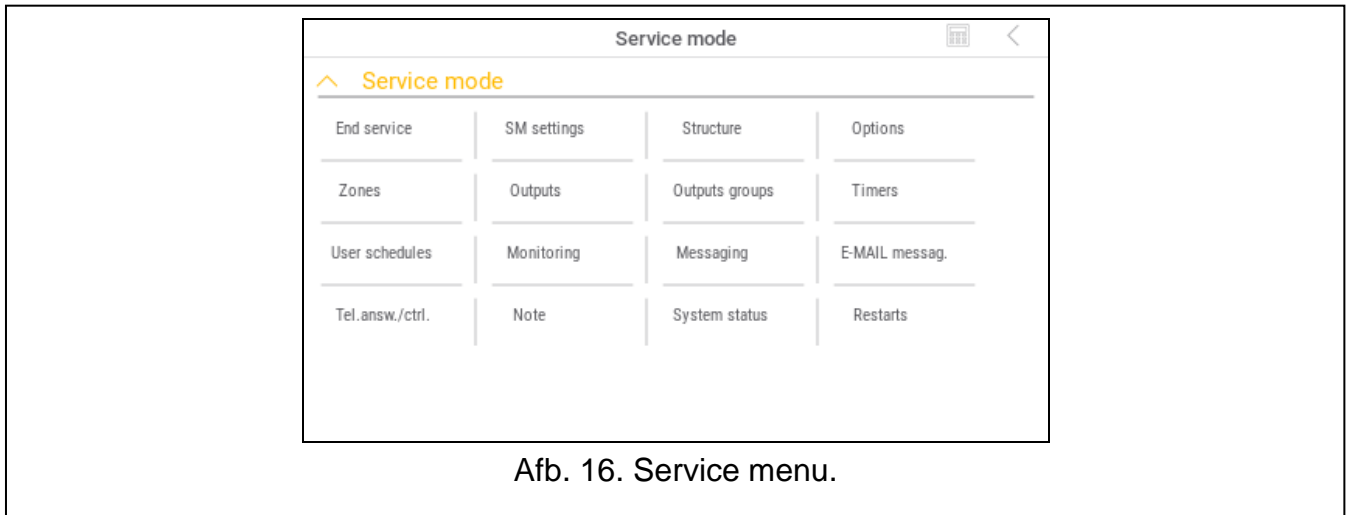 Service mode
Service mode
End service SM settings Structure Options
Zones Outputs Outputs groups Timers
User schedules Monitoring Messaging E-MAIL messag.
Tel.answ./ctrl. Note System status Restarts
Afb. 16. Service menu.